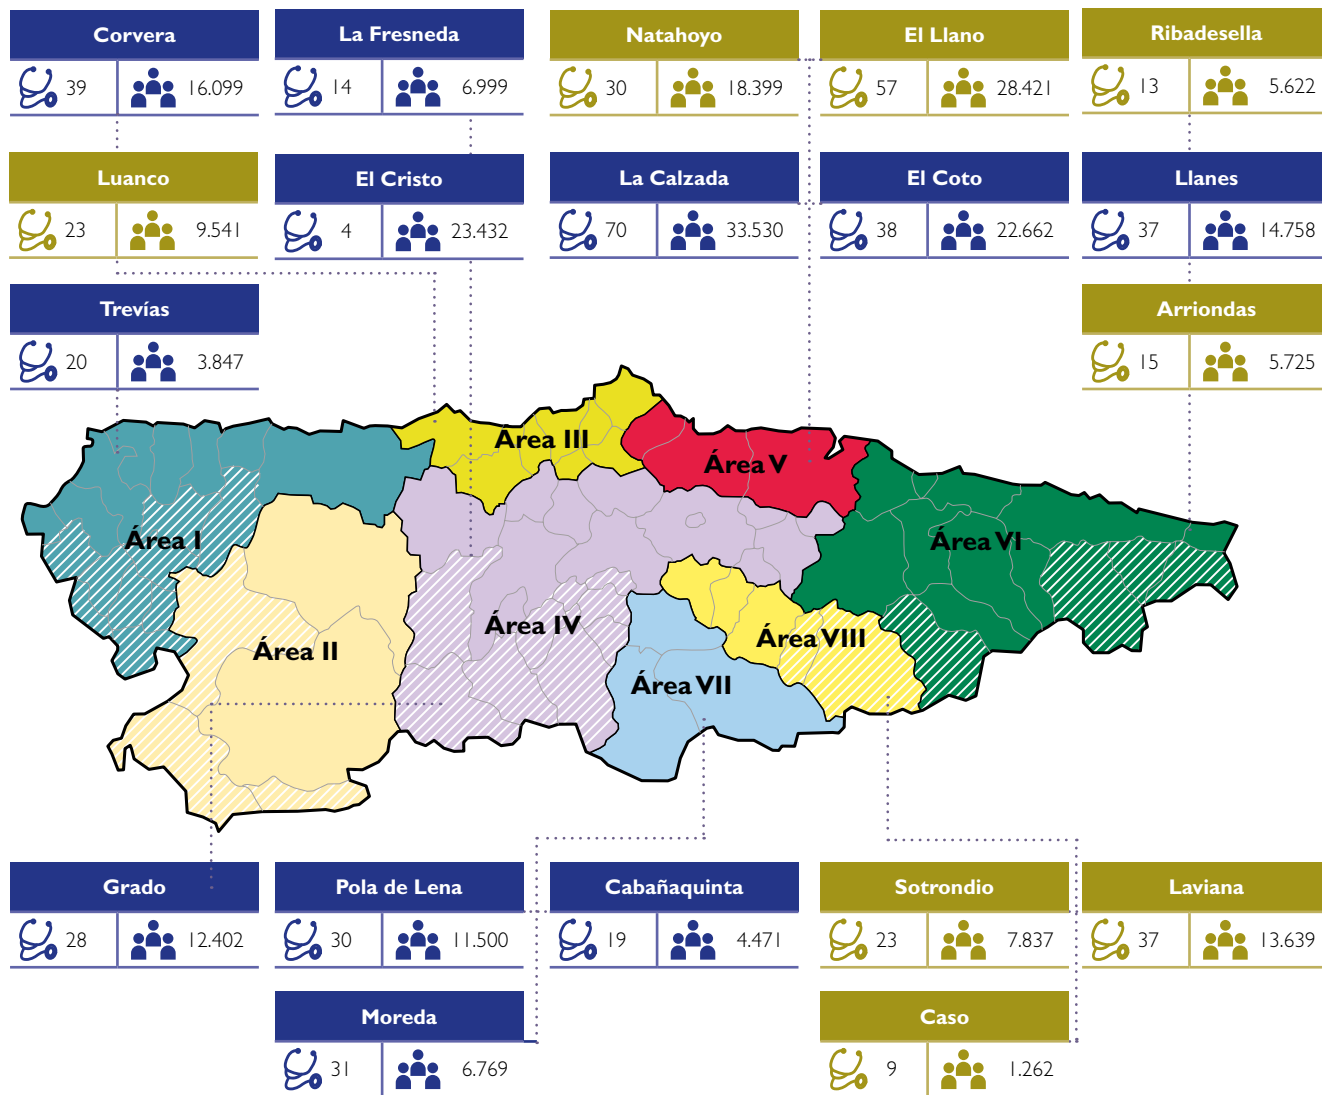 Corvera
39 16.099
La Fresneda
14 6.999
Natahoyo
30 18.399
El Llano
57 28.421
Ribadesella
13 5.622
Luanco
23 9.541
El Cristo
4 23.432
La Calzada
70 33.530
El Coto
38 22.662
Llanes
37 14.758
Trevías
20 3.847
Arriondas
15 5.725
Área III
Área V
Área I
Área VI
Área IV
Área VIII
Área II
Área VII
Grado
28 12.402
Pola de Lena
30 11.500
Cabañaquinta
19 4.471
Sotrondio
23 7.837
Laviana
37 13.639
Moreda
31 6.769
Caso
9 1.262